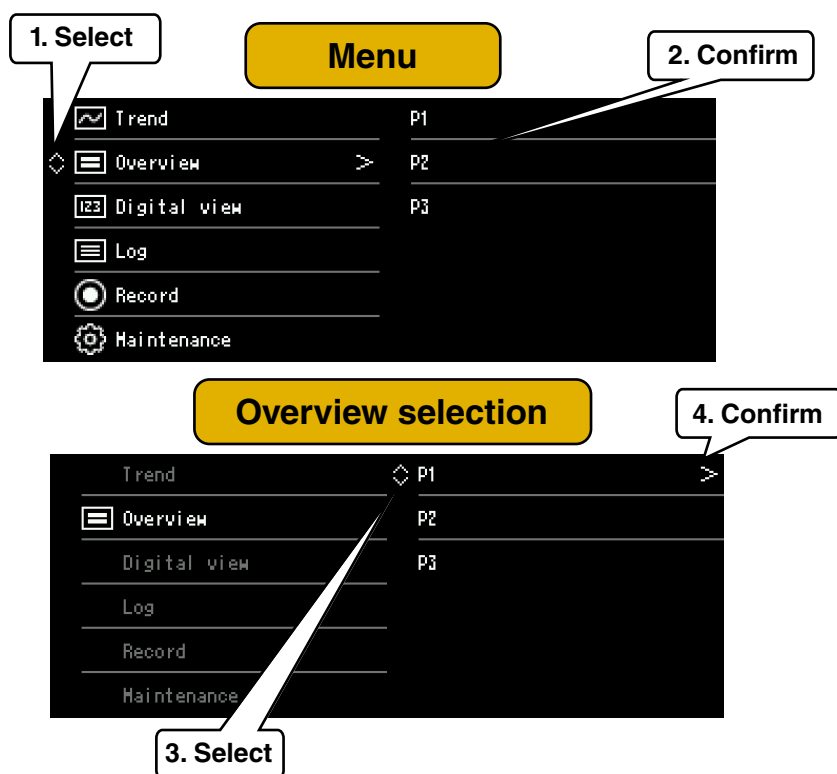 1. Select
Menu
2. Confirm
Trend
P1
Overview >
P2
123 Digital view
P3
Log
Record
Maintenance
Overview selection
4. Confirm
Trend
P1 >
Overview
P2
Digital view
P3
Log
Record
Maintenance
3. Select